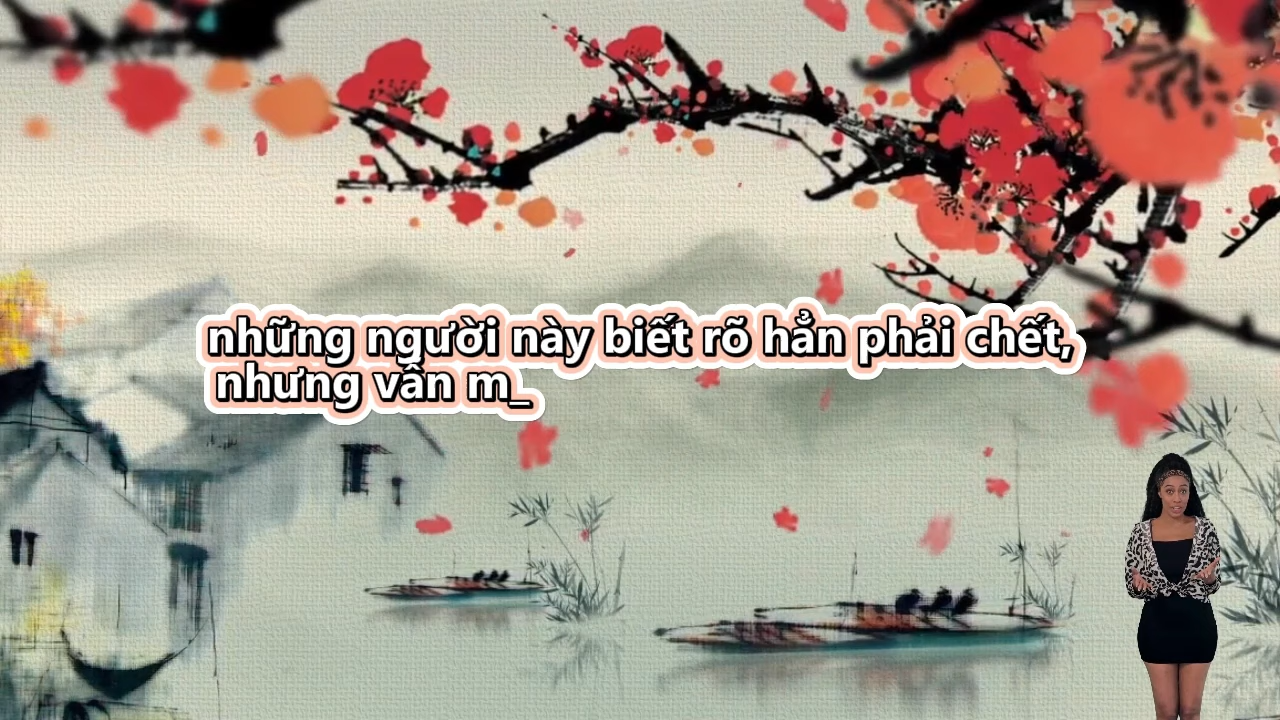 những người này biết rõ hẳn phải chết,
nhưng vẫn m_